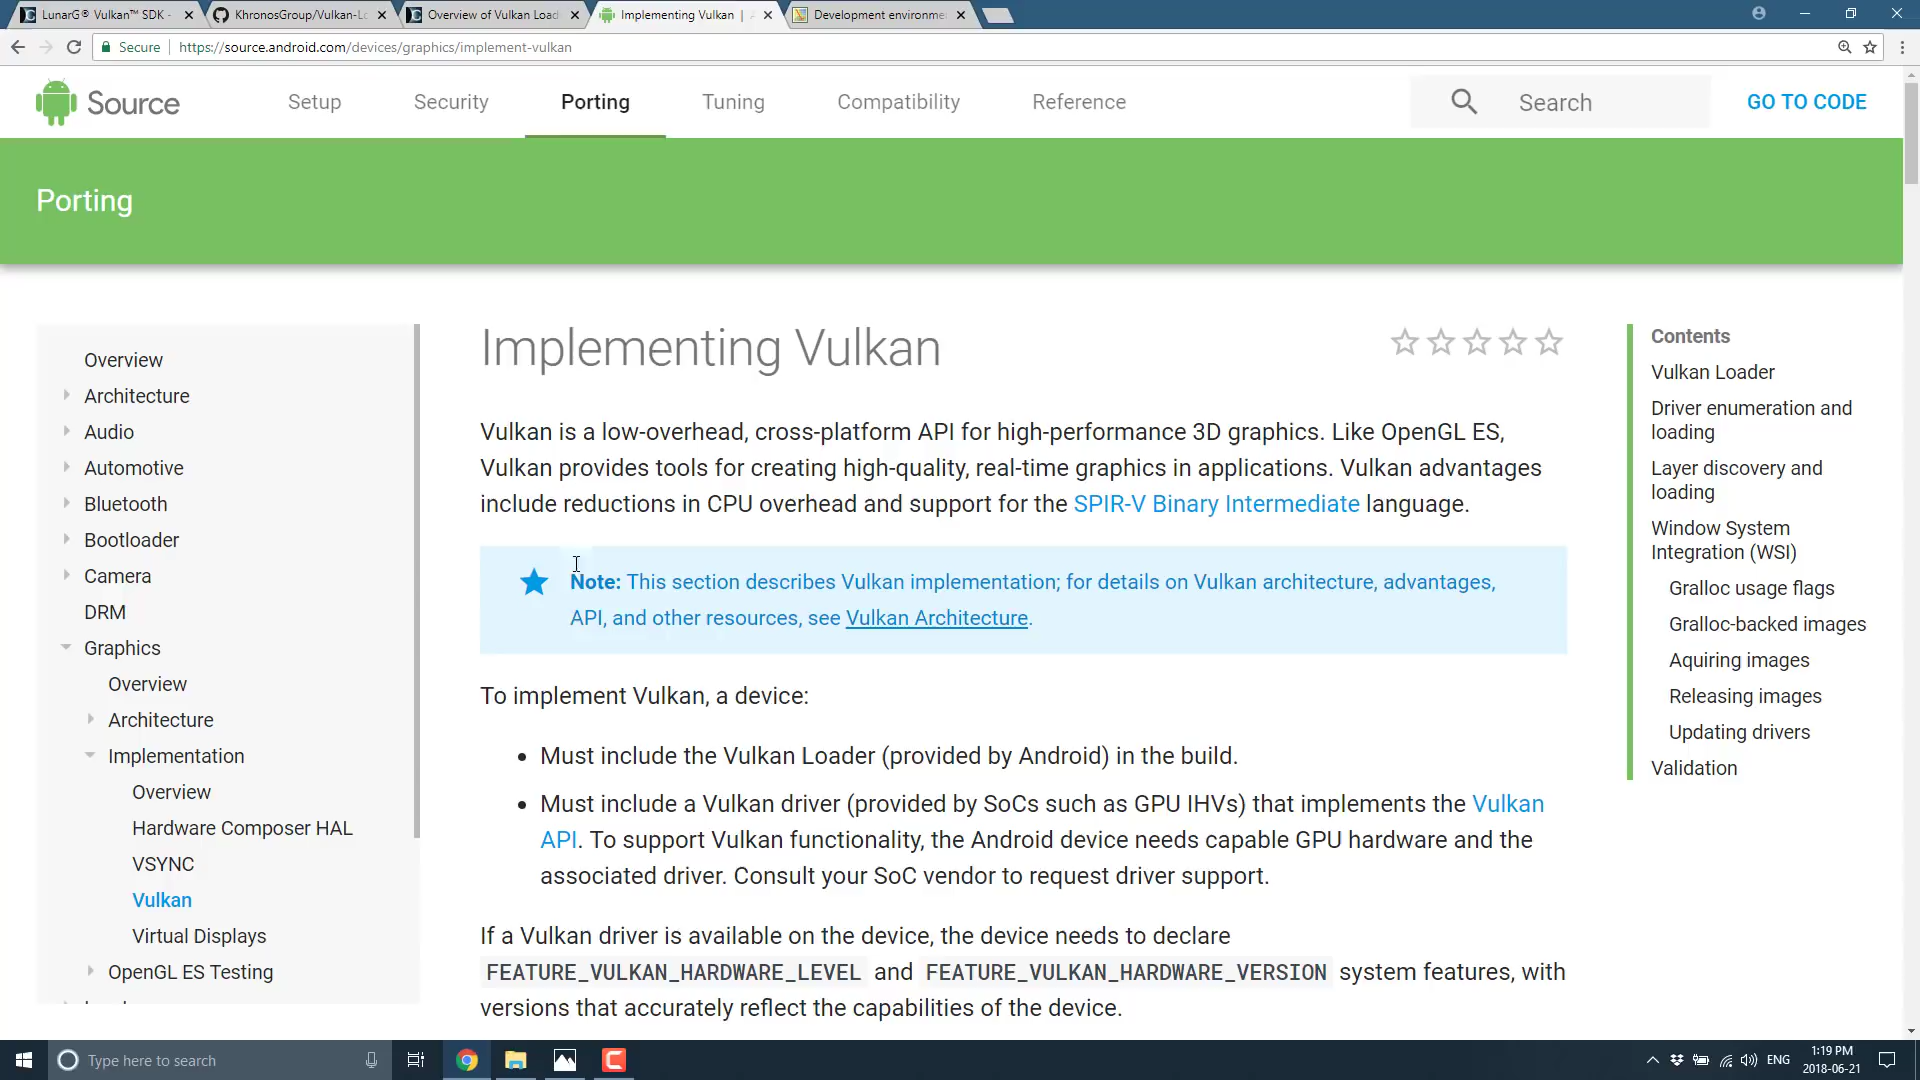 LunarG® Vulkan™ SDK -
KhronosGroup/Vulkan-Lo
Overview of Vulkan Load
Implementing Vulkan |
Development environme
Secure
https://source.android.com/devices/graphics/implement-vulkan
Source
Setup
Security
Porting
Tuning
Compatibility
Reference
Search
GO TO CODE
Porting
Overview
Architecture
Audio
Automotive
Bluetooth
Bootloader
Camera
DRM
Graphics
Overview
Architecture
Implementation
Overview
Hardware Composer HAL
VSYNC
Vulkan
Virtual Displays
OpenGL ES Testing
Implementing Vulkan
Vulkan is a low-overhead, cross-platform API for high-performance 3D graphics. Like OpenGL ES,
Vulkan provides tools for creating high-quality, real-time graphics in applications. Vulkan advantages
include reductions in CPU overhead and support for the SPIR-V Binary Intermediate language.
Note: This section describes Vulkan implementation; for details on Vulkan architecture, advantages,
API, and other resources, see Vulkan Architecture.
To implement Vulkan, a device:
• Must include the Vulkan Loader (provided by Android) in the build.
• Must include a Vulkan driver (provided by SoCs such as GPU IHVs) that implements the Vulkan
API. To support Vulkan functionality, the Android device needs capable GPU hardware and the
associated driver. Consult your SoC vendor to request driver support.
If a Vulkan driver is available on the device, the device needs to declare
FEATURE_VULKAN_HARDWARE_LEVEL and FEATURE_VULKAN_HARDWARE_VERSION system features, with
versions that accurately reflect the capabilities of the device.
Contents
Vulkan Loader
Driver enumeration and
loading
Layer discovery and
loading
Window System
Integration (WSI)
Gralloc usage flags
Gralloc-backed images
Aquiring images
Releasing images
Updating drivers
Validation
Type here to search
ENG
1:19 PM
2018-06-21